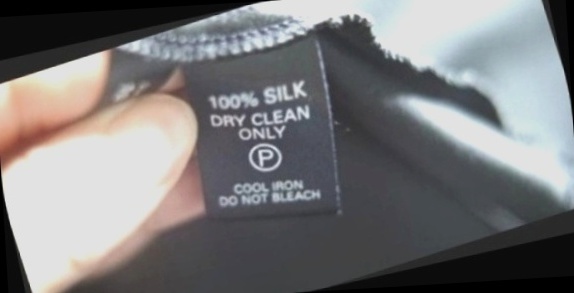 100% SILK
DRY CLEAN
ONLY
P
COOL IRON
DO NOT BLEACH